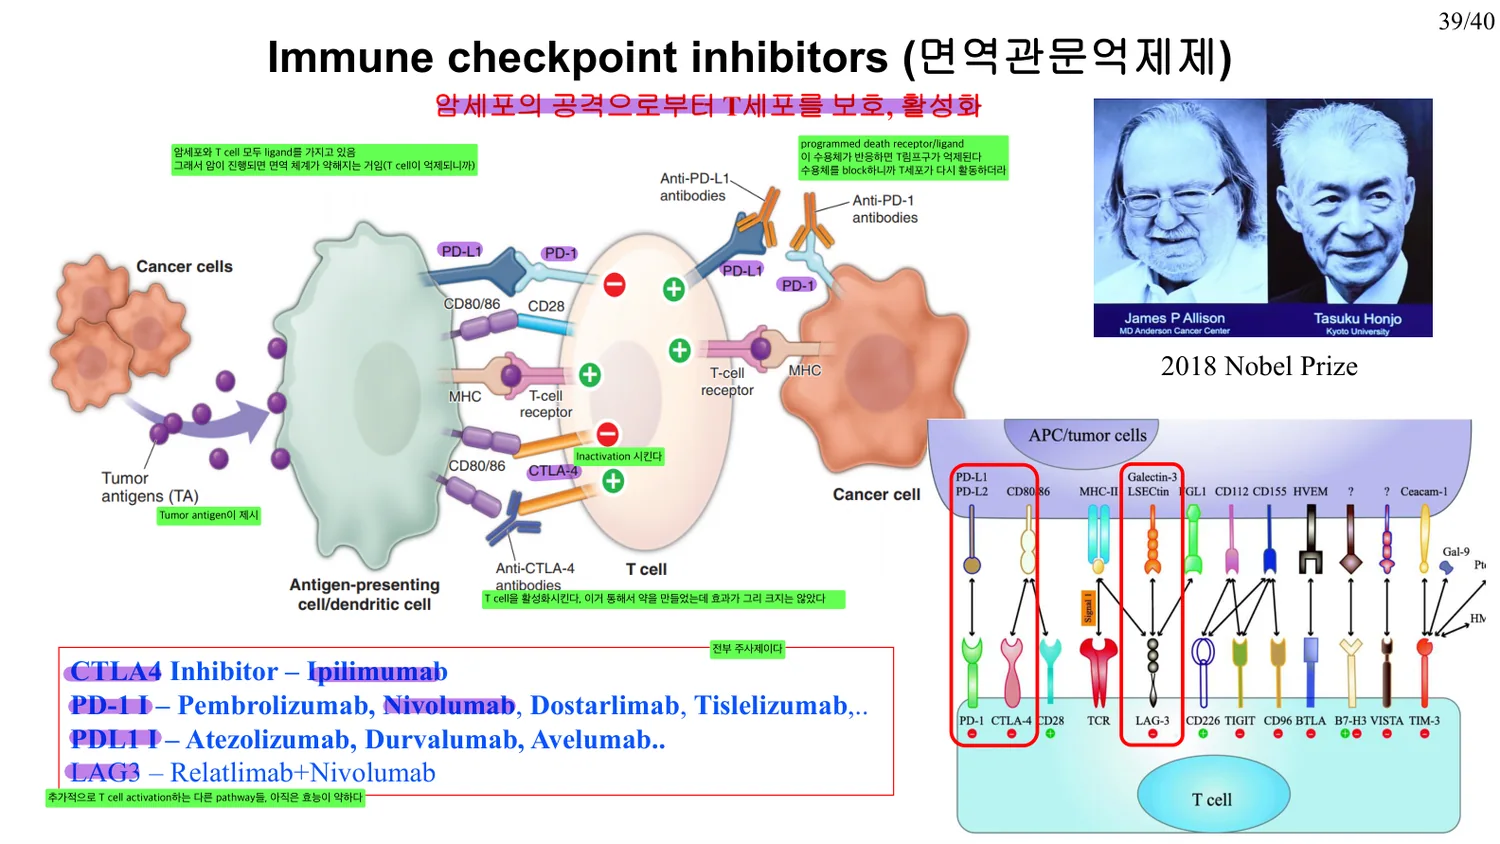 39/40
Immune checkpoint inhibitors (면역관문억제제)
암세포의 공격으로부터 T세포를 보호, 활성화
암세포와 T cell 모두 ligand를 가지고 있음
그래서 암이 진행되면 면역 체계가 약해지는 거임(T cell이 억제되니까)
programmed death receptor/ligand
이 수용체가 반응하면 T림프구가 억제된다
수용체를 block하니까 T세포가 다시 활동하더라
Anti-PD-L1
antibodies
Anti-PD-1
antibodies
Cancer cells
PD-L1
PD-1
PD-L1
PD-1
CD80/86
CD28
MHC
T-cell
receptor
T-cell
receptor
MHC
CD80/86
CTLA-4
Inactivation 시킨다
Tumor
antigens (TA)
Tumor antigen이 제시
Cancer cell
Anti-CTLA-4
antibodies
T cell
Antigen-presenting
cell/dendritic cell
T cell을 활성화시킨다, 이거 통해서 약을 만들었는데 효과가 그리 크지는 않았다
James P Allison
MD Anderson Cancer Center
Tasuku Honjo
Kyoto University
2018 Nobel Prize
APC/tumor cells
PD-L1
PD-L2
CD80/86
MHC-II
Galectin-3
LSECtin
FGL1
CD112
CD155
HVEM
?
?
Ceacam-1
Gal-9
Signal 1
PD-1
CTLA-4
CD28
TCR
LAG-3
CD226
TIGIT
CD96
BTLA
B7-H3
VISTA
TIM-3
T cell
전부 주사제이다
CTLA4 Inhibitor – Ipilimumab
PD-1 I – Pembrolizumab, Nivolumab, Dostarlimab, Tislelizumab,..
PDL1 I – Atezolizumab, Durvalumab, Avelumab..
LAG3 – Relatlimab+Nivolumab
추가적으로 T cell activation하는 다른 pathway들, 아직은 효능이 약하다